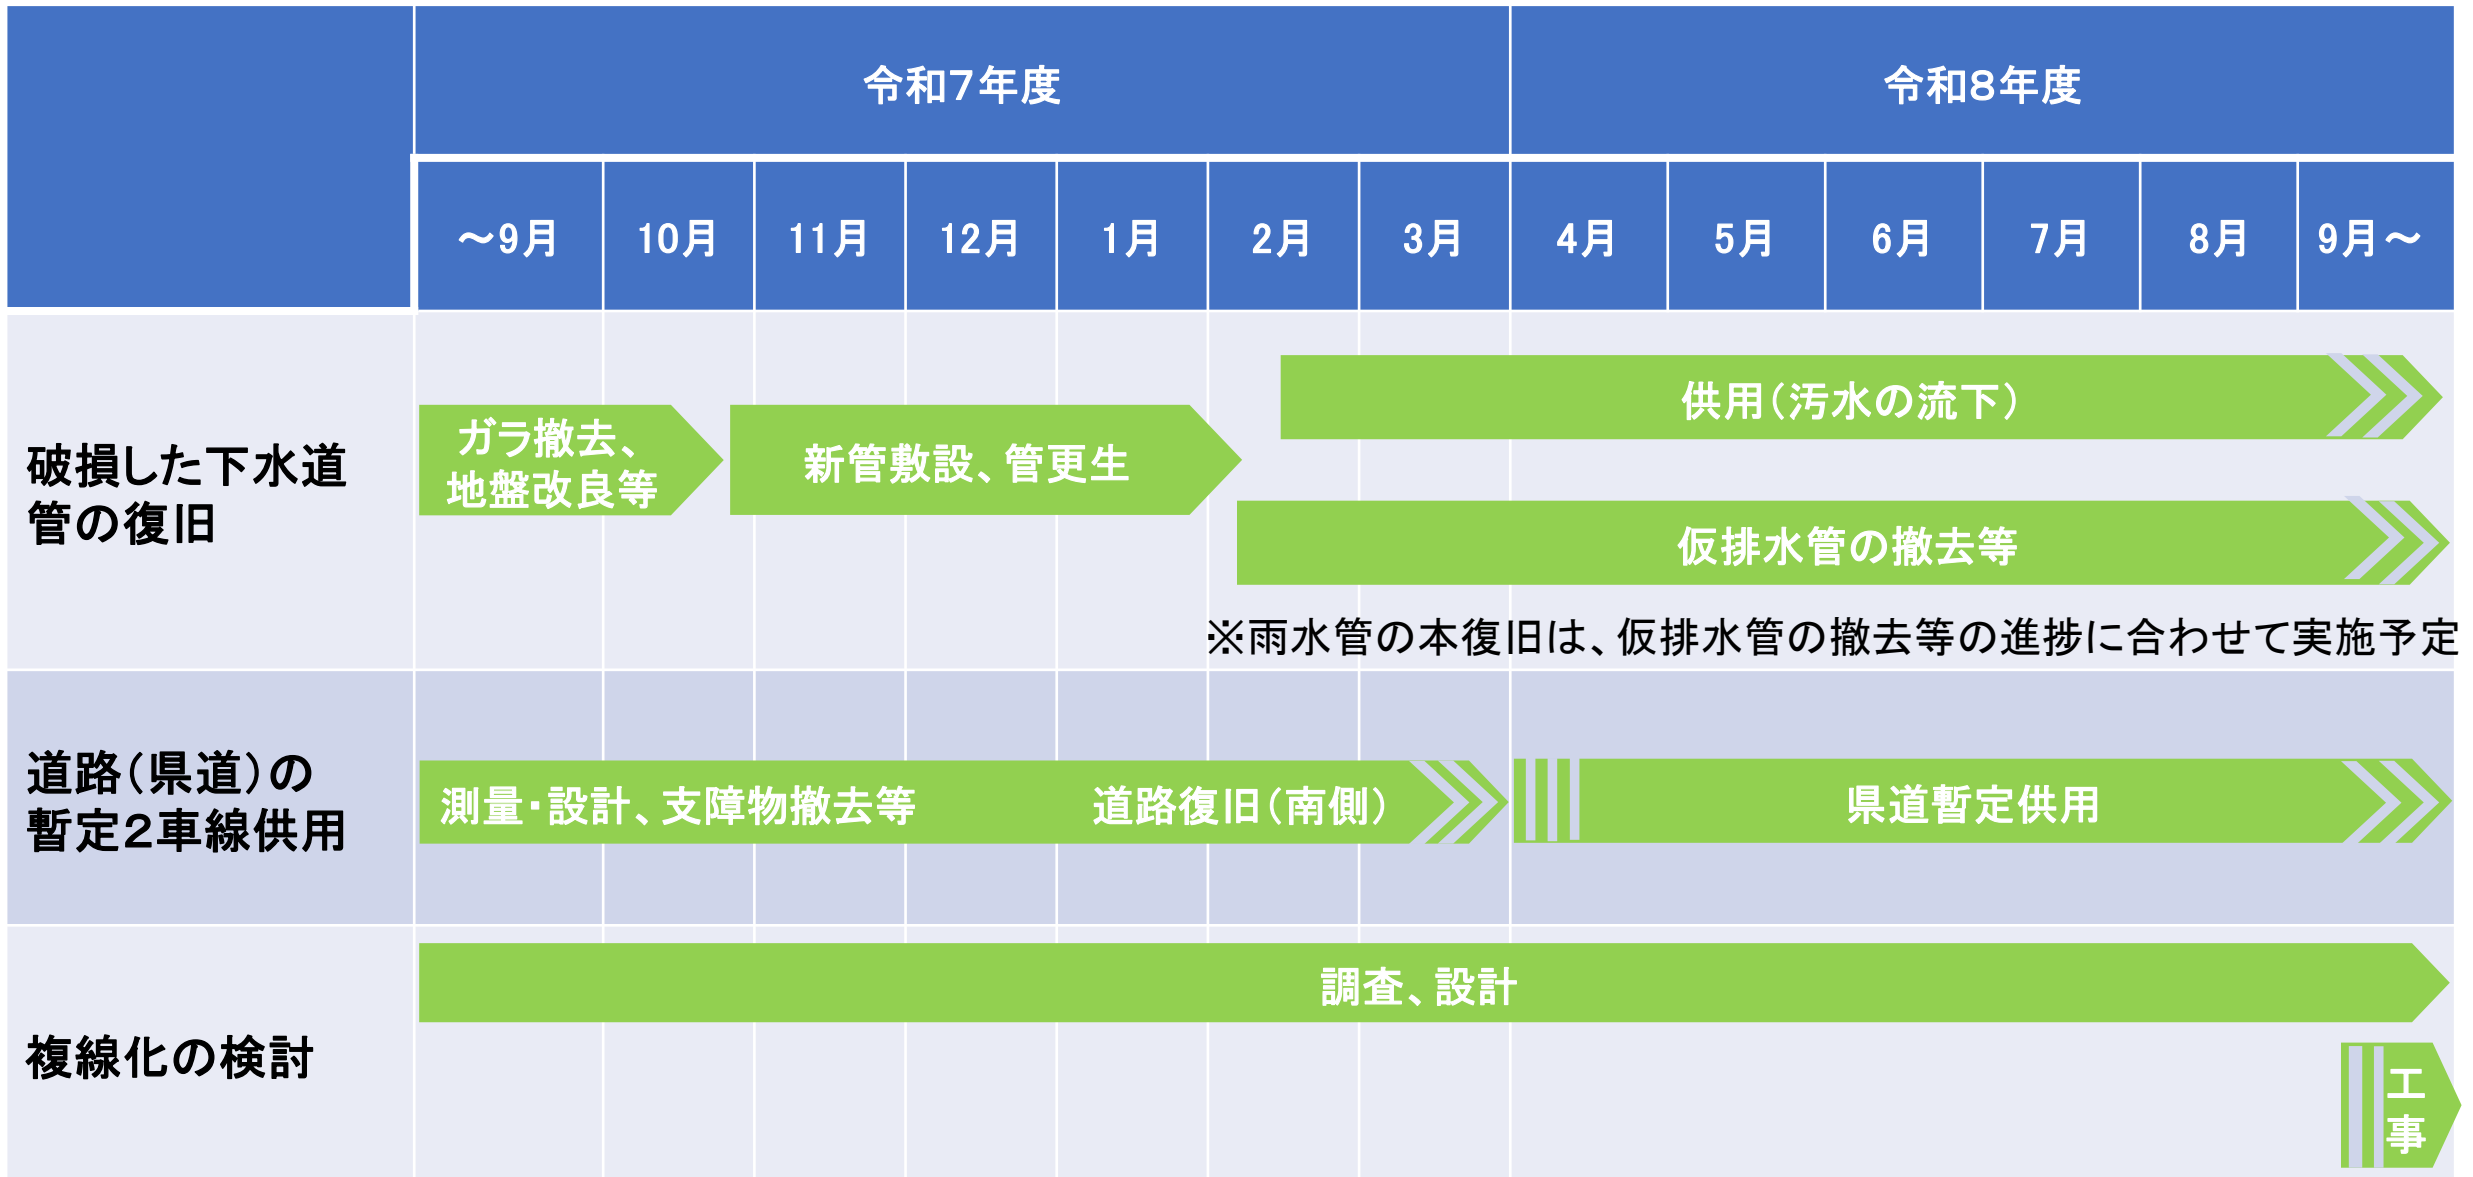 令和7年度
令和8年度
～9月
10月
11月
12月
1月
2月
3月
4月
5月
6月
7月
8月
9月～
破損した下水道
管の復旧
ガラ撤去、
地盤改良等
新管敷設、管更生
供用（汚水の流下）
仮排水管の撤去等
※雨水管の本復旧は、仮排水管の撤去等の進捗に合わせて実施予定
道路（県道）の
暫定２車線供用
測量・設計、支障物撤去等
道路復旧（南側）
県道暫定供用
複線化の検討
調査、設計
工
事